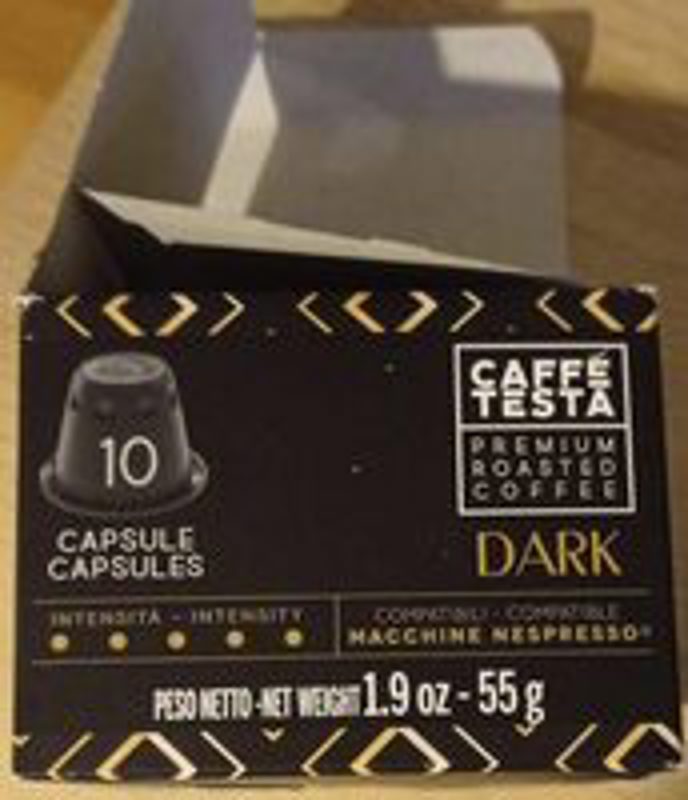 10
CAPSULE
CAPSULES
CAFFÉ
TESTA
PREMIUM
ROASTED
COFFEE
DARK
INTENSITÀ - INTENSITY
COMPATIBILI - COMPATIBLE
MACCHINE NESPRESSO®
PESO NETTO - NET WEIGHT 1.9 oz - 55 g